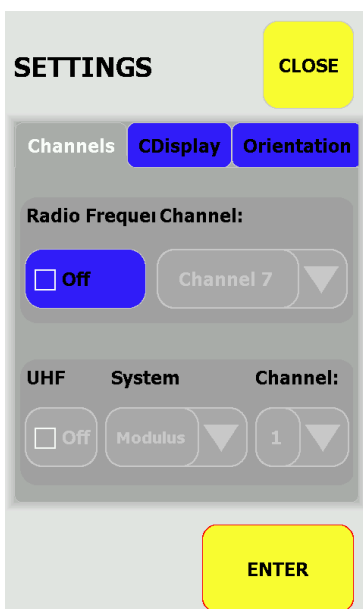 SETTINGS
CLOSE
Channels CDisplay Orientation
Radio Frequei Channel:
Off Channel 7
UHF System Channel:
Off Modulus 1
ENTER